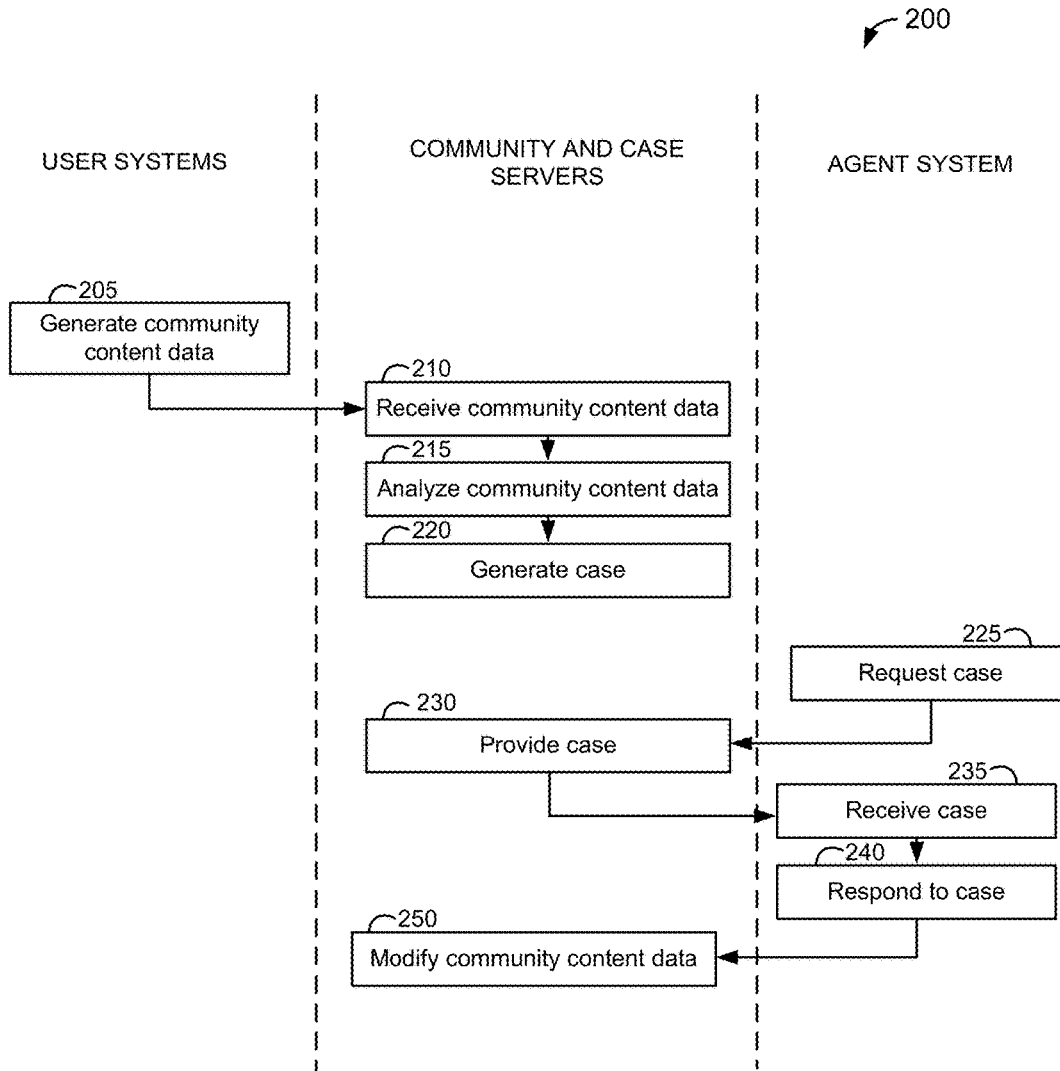 200
USER SYSTEMS
COMMUNITY AND CASE
SERVERS
AGENT SYSTEM
205
Generate community
content data
210
Receive community content data
215
Analyze community content data
220
Generate case
225
Request case
230
Provide case
235
Receive case
240
Respond to case
250
Modify community content data